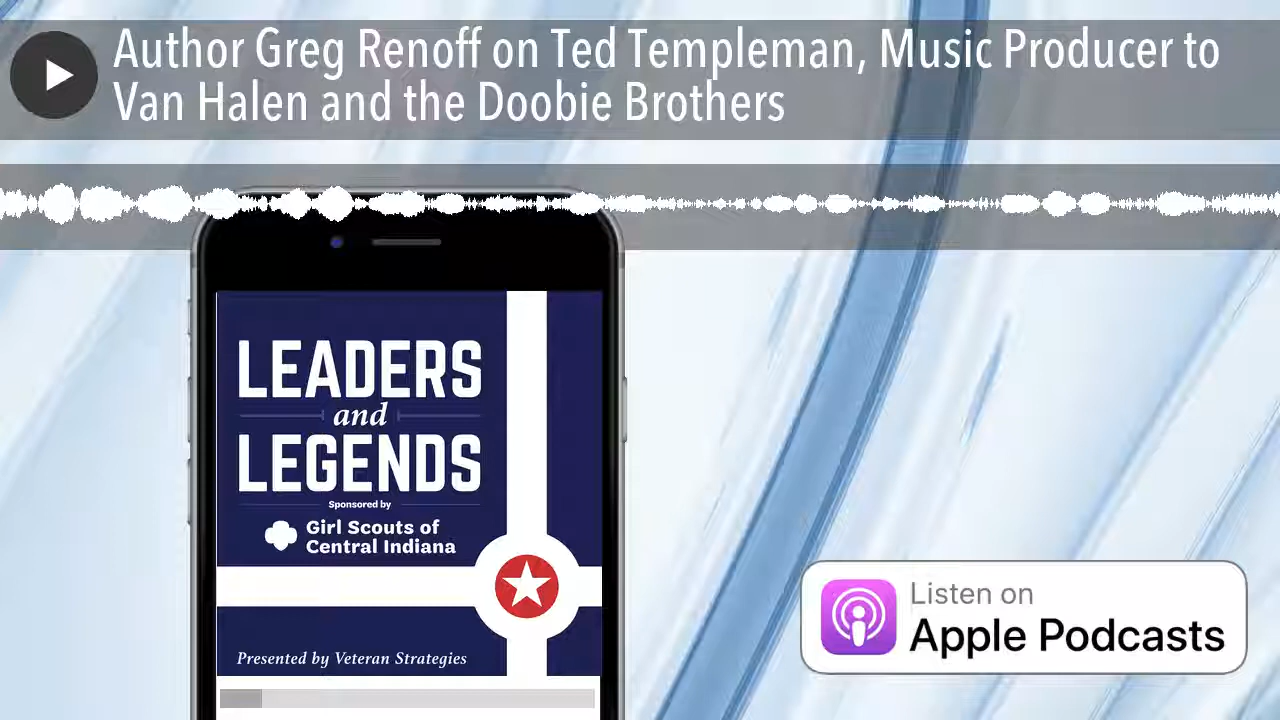 Author Greg Renoff on Ted Templeman, Music Producer to
Van Halen and the Doobie Brothers
LEADERS
and
LEGENDS
Sponsored by
Girl Scouts of
Central Indiana
Presented by Veteran Strategies
Listen on
Apple Podcasts